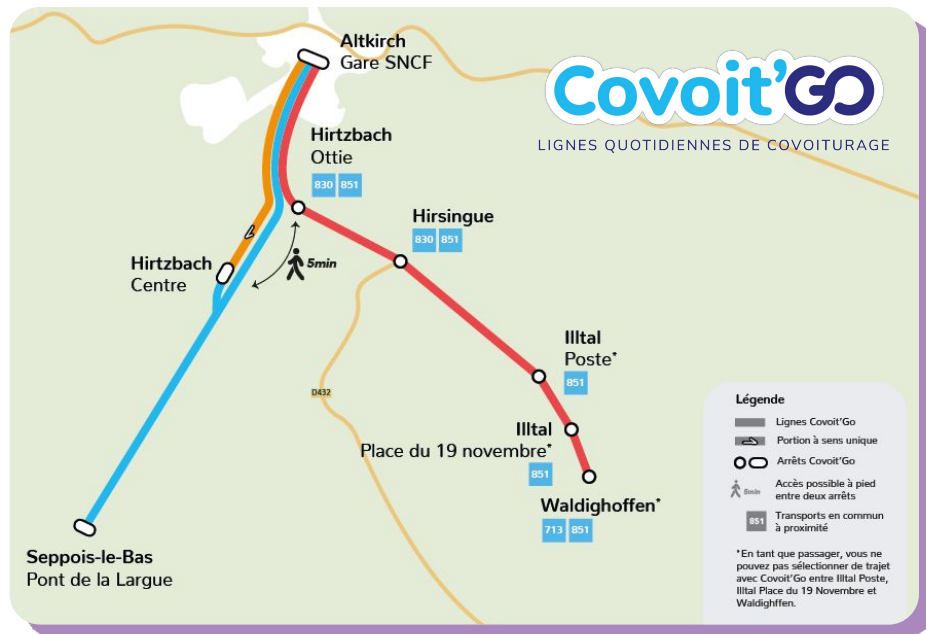 Altkirch
Gare SNCF
Covoit'GO
LIGNES QUOTIDIENNES DE COVOITURAGE
Hirtzbach
Ottie
830 851
Hirsingue
830 851
5min
Hirtzbach
Centre
Illtal
Poste*
851
D432
Illtal
Place du 19 novembre*
851
Waldighoffen*
713 851
Seppois-le-Bas
Pont de la Largue
Légende
Lignes Covoit'Go
Portion à sens unique
Arrêts Covoit'Go
5min
Accès possible à pied
entre deux arrêts
851
Transports en commun
à proximité
*En tant que passager, vous ne
pouvez pas sélectionner de trajet
avec Covoit'Go entre Illtal Poste,
Illtal Place du 19 Novembre et
Waldighffen.